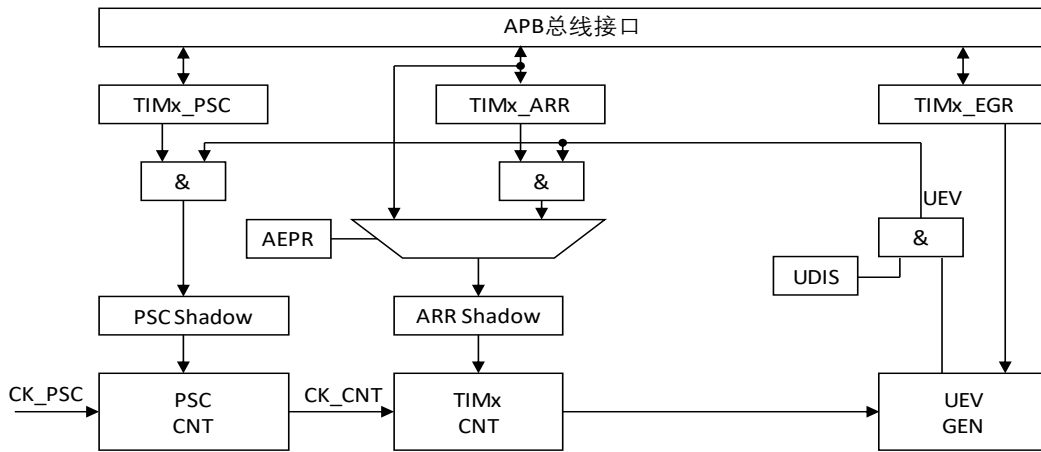 APB总线接口
TIMx_PSC
TIMx_ARR
TIMx_EGR
&
&
UEV
AEPR
&
UDIS
PSC Shadow
ARR Shadow
CK_PSC
PSC
CNT
CK_CNT
TIMx
CNT
UEV
GEN